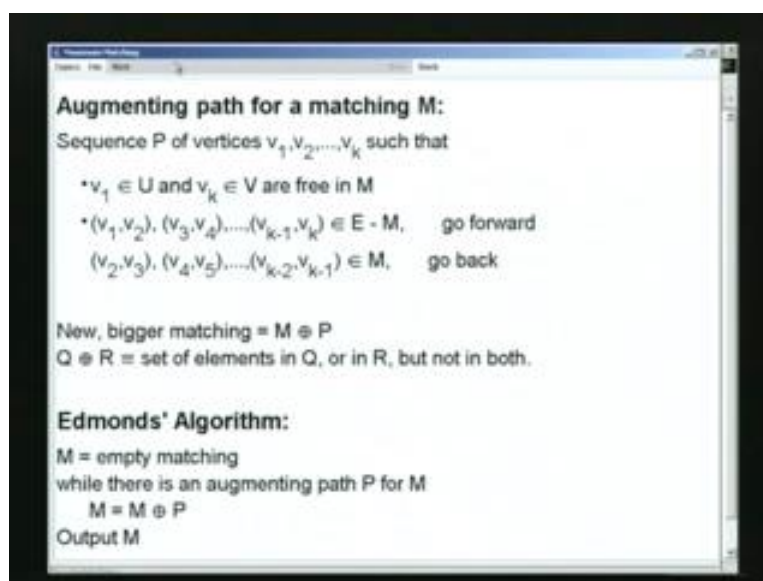 Augmenting path for a matching M:
Sequence P of vertices v₁,v₂,...,vₖ such that
•v₁ ∈ U and vₖ ∈ V are free in M
•(v₁,v₂), (v₃,v₄),...,(vₖ₋₁,vₖ) ∈ E - M, go forward
(v₂,v₃), (v₄,v₅),...,(vₖ₋₂,vₖ₋₁) ∈ M, go back
New, bigger matching = M ⊕ P
Q ⊕ R = set of elements in Q, or in R, but not in both.
Edmonds' Algorithm:
M = empty matching
while there is an augmenting path P for M
M = M ⊕ P
Output M